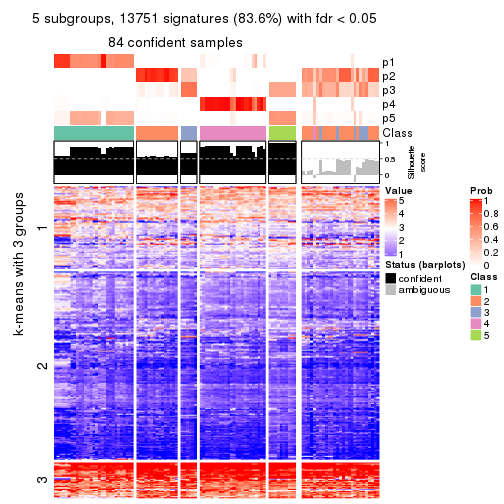 5 subgroups, 13751 signatures (83.6%) with fdr < 0.05
84 confident samples
p1
p2
p3
p4
p5
Class
1
0.5
0
Silhouette
score
k-means with 3 groups
1
2
3
Value
5
4
3
2
1
Status (barplots)
confident
ambiguous
Prob
1
0.8
0.6
0.4
0.2
0
Class
1
2
3
4
5